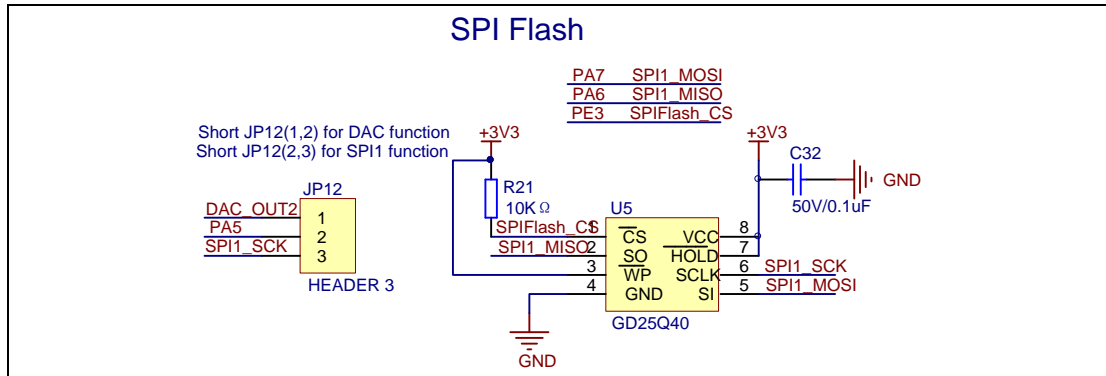 SPI Flash
PA7 SPI1_MOSI
PA6 SPI1_MISO
PE3 SPIFlash_CS
Short JP12(1,2) for DAC function
Short JP12(2,3) for SPI1 function
+3V3
+3V3
C32
GND
50V/0.1uF
R21
10KΩ
JP12
DAC_OUT2 1
PA5 2
SPI1_SCK 3
HEADER 3
U5
SPIFlash_CS 1 CS VCC 8
SPI1_MISO 2 SO HOLD 7
3 WP SCLK 6 SPI1_SCK
4 GND SI 5 SPI1_MOSI
GD25Q40
GND